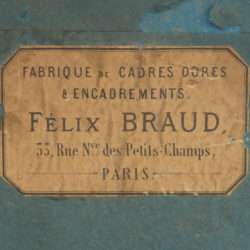 FABRIQUE DE CADRES DORÉS
& ENCADREMENTS.
FÉLIX BRAUD,
33, Rue Nve des Petits-Champs,
PARIS